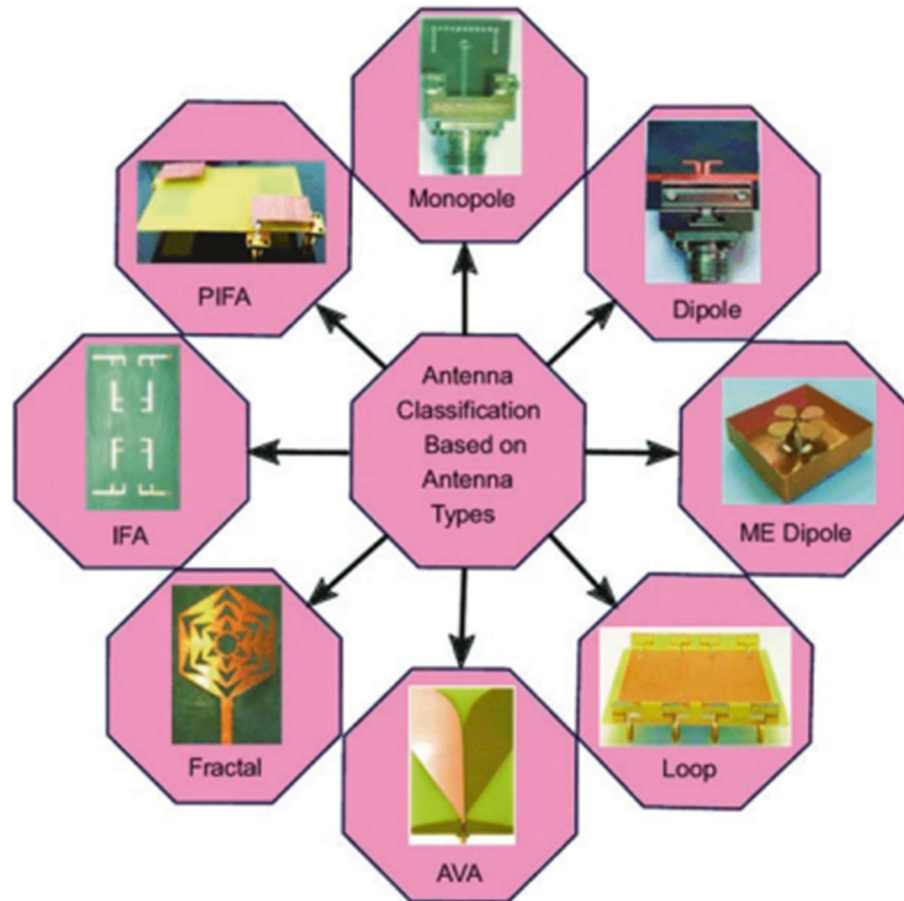 Monopole
PIFA
Dipole
Antenna
Classification
Based on
Antenna
Types
IFA
ME Dipole
Fractal
Loop
AVA